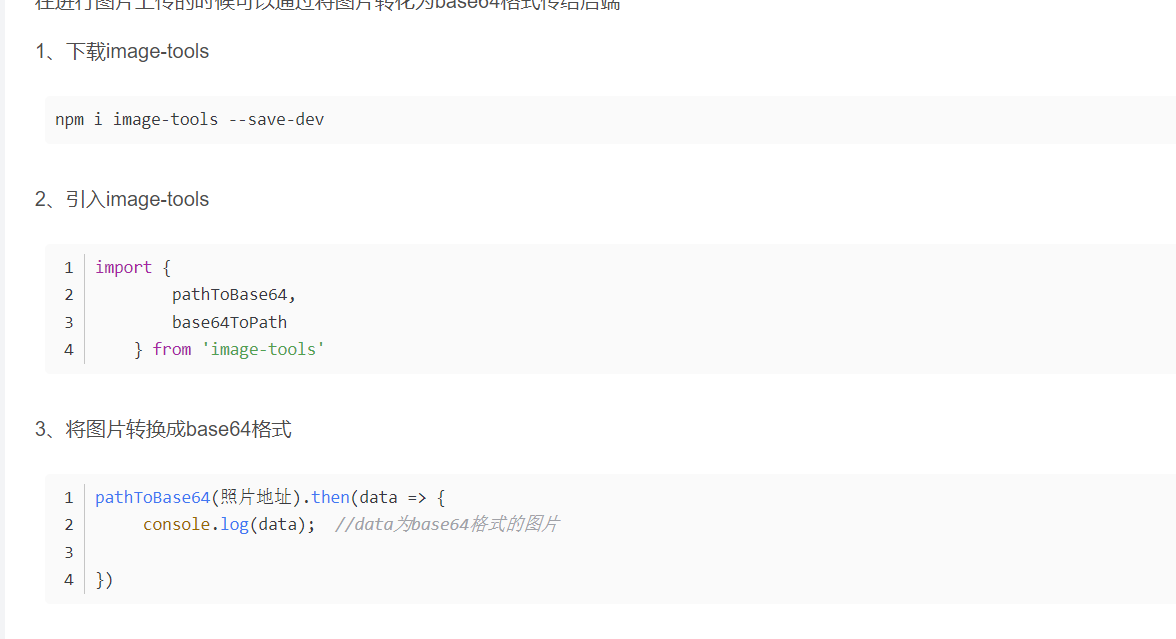 在进行图片上传的时候可以通过将图片转化为base64格式传给后端
1、下载image-tools
npm i image-tools --save-dev
2、引入image-tools
1 import {
2 pathToBase64,
3 base64ToPath
4 } from 'image-tools'
3、将图片转换成base64格式
1 pathToBase64(照片地址).then(data => {
2 console.log(data); //data为base64格式的图片
3
4 })